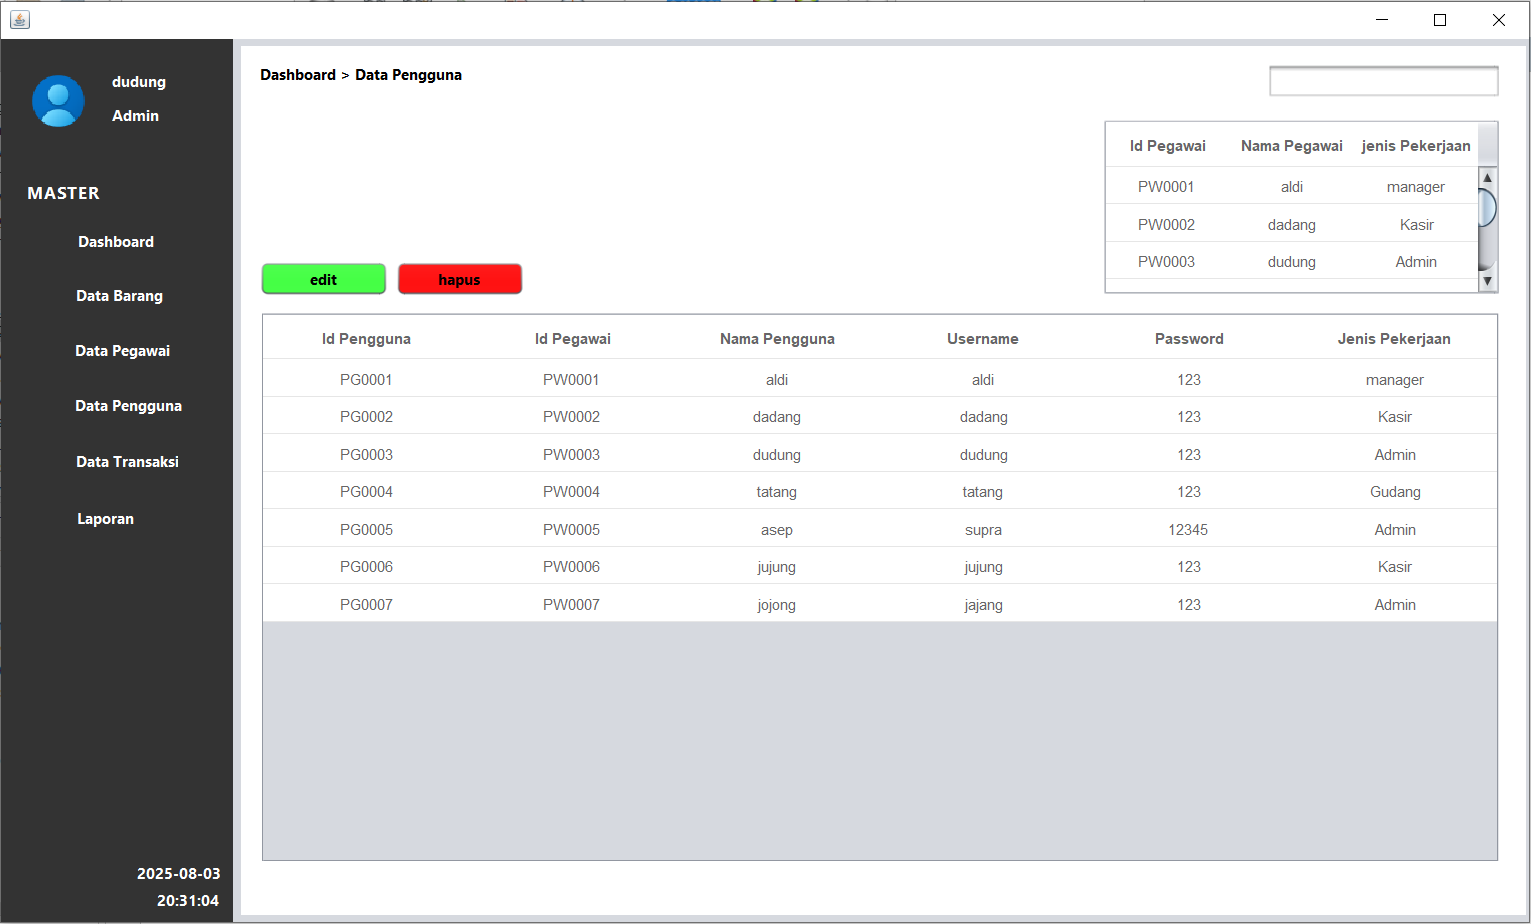 dudung
Admin
MASTER
Dashboard
Data Barang
Data Pegawai
Data Pengguna
Data Transaksi
Laporan
2025-08-03
20:31:04
Dashboard > Data Pengguna
Id Pegawai Nama Pegawai jenis Pekerjaan
PW0001 aldi manager
PW0002 dadang Kasir
PW0003 dudung Admin
edit hapus
Id Pengguna Id Pegawai Nama Pengguna Username Password Jenis Pekerjaan
PG0001 PW0001 aldi aldi 123 manager
PG0002 PW0002 dadang dadang 123 Kasir
PG0003 PW0003 dudung dudung 123 Admin
PG0004 PW0004 tatang tatang 123 Gudang
PG0005 PW0005 asep supra 12345 Admin
PG0006 PW0006 jujung jujung 123 Kasir
PG0007 PW0007 jojong jajang 123 Admin